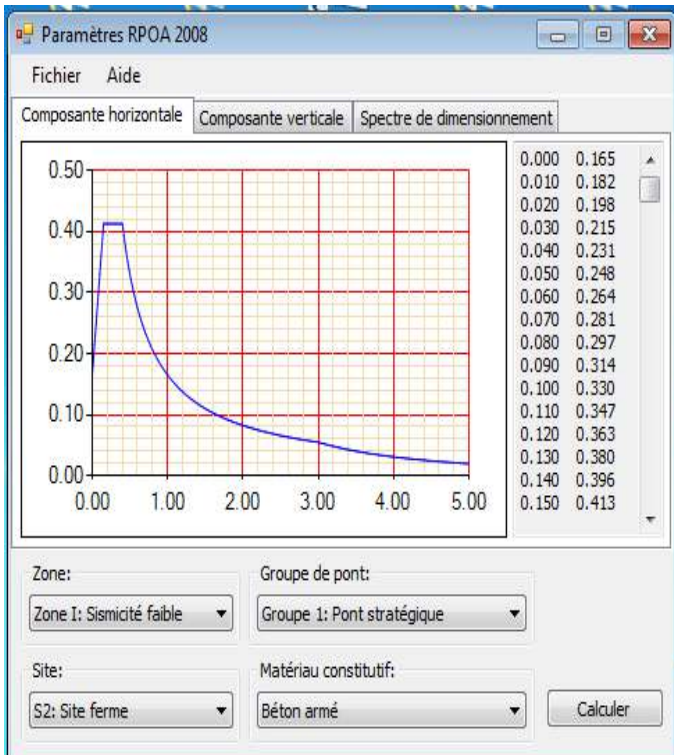 Paramètres RPOA 2008
Fichier Aide
Composante horizontale Composante verticale Spectre de dimensionnement
0.50
0.40
0.30
0.20
0.10
0.00
0.00 1.00 2.00 3.00 4.00 5.00
0.000 0.165
0.010 0.182
0.020 0.198
0.030 0.215
0.040 0.231
0.050 0.248
0.060 0.264
0.070 0.281
0.080 0.297
0.090 0.314
0.100 0.330
0.110 0.347
0.120 0.363
0.130 0.380
0.140 0.396
0.150 0.413
Zone: Groupe de pont:
Zone I: Sismicité faible Groupe 1: Pont stratégique
Site: Matériau constitutif:
S2: Site ferme Béton armé Calculer